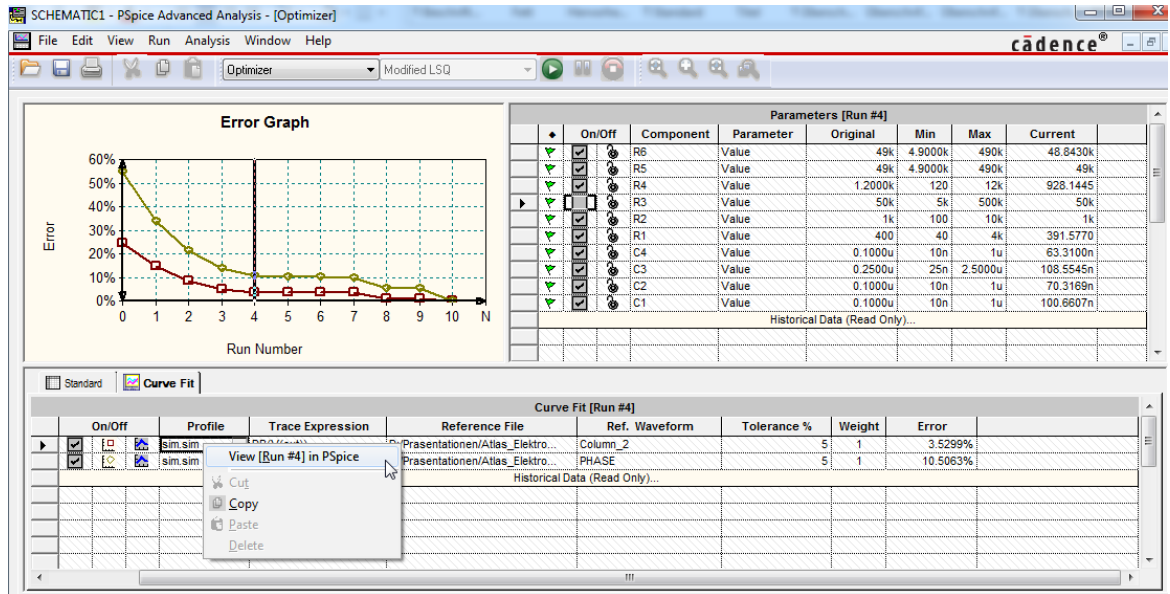 SCHEMATIC1 - PSpice Advanced Analysis - [Optimizer]
File Edit View Run Analysis Window Help
cādence®
Optimizer Modified LSQ
Error Graph
60%
50%
40%
30%
20%
10%
0%
Error
0 1 2 3 4 5 6 7 8 9 10 N
Run Number
Parameters [Run #4]
On/Off Component Parameter Original Min Max Current
R6 Value 49k 4.9000k 490k 48.8430k
R5 Value 49k 4.9000k 490k 49k
R4 Value 1.2000k 120 12k 928.1445
R3 Value 50k 5k 500k 50k
R2 Value 1k 100 10k 1k
R1 Value 400 40 4k 391.5770
C4 Value 0.1000u 10n 1u 63.3100n
C3 Value 0.2500u 25n 2.5000u 108.5545n
C2 Value 0.1000u 10n 1u 70.3169n
C1 Value 0.1000u 10n 1u 100.6607n
Historical Data (Read Only)...
Standard Curve Fit
Curve Fit [Run #4]
On/Off Profile Trace Expression Reference File Ref. Waveform Tolerance % Weight Error
sim.sim Prasentationen/Atlas_Elektro... Column_2 5 1 3.5299%
sim.sim Prasentationen/Atlas_Elektro... PHASE 5 1 10.5063%
Historical Data (Read Only)...
View [Run #4] in PSpice
Cut
Copy
Paste
Delete